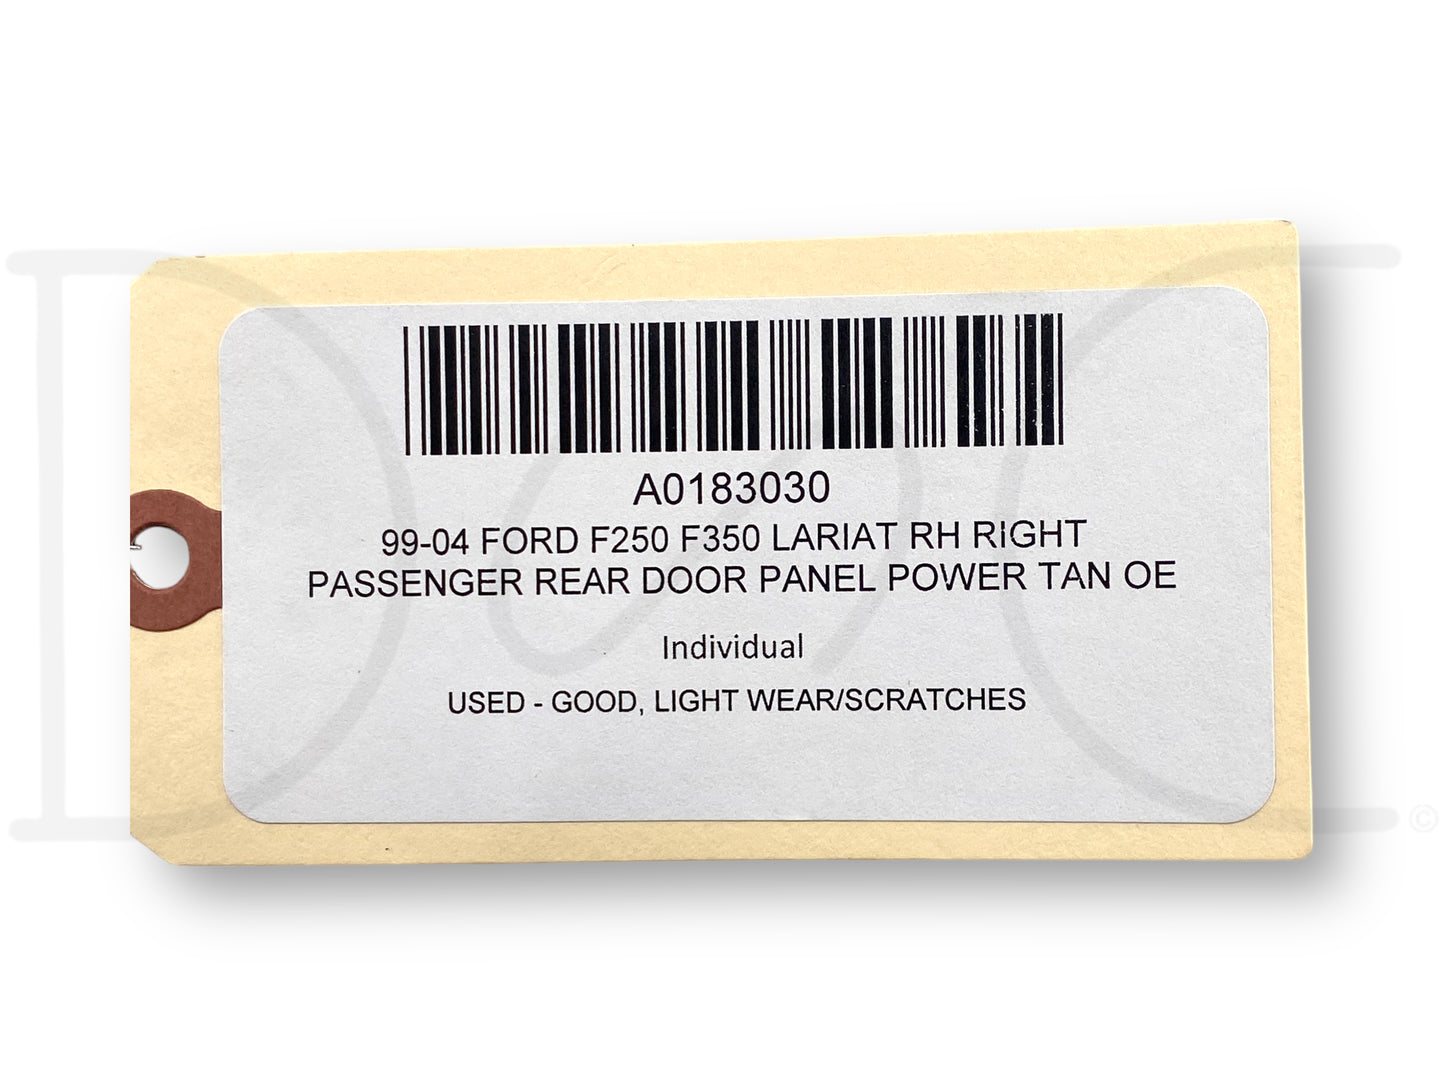 A0183030
99-04 FORD F250 F350 LARIAT RH RIGHT
PASSENGER REAR DOOR PANEL POWER TAN OE
Individual
USED - GOOD, LIGHT WEAR/SCRATCHES
©